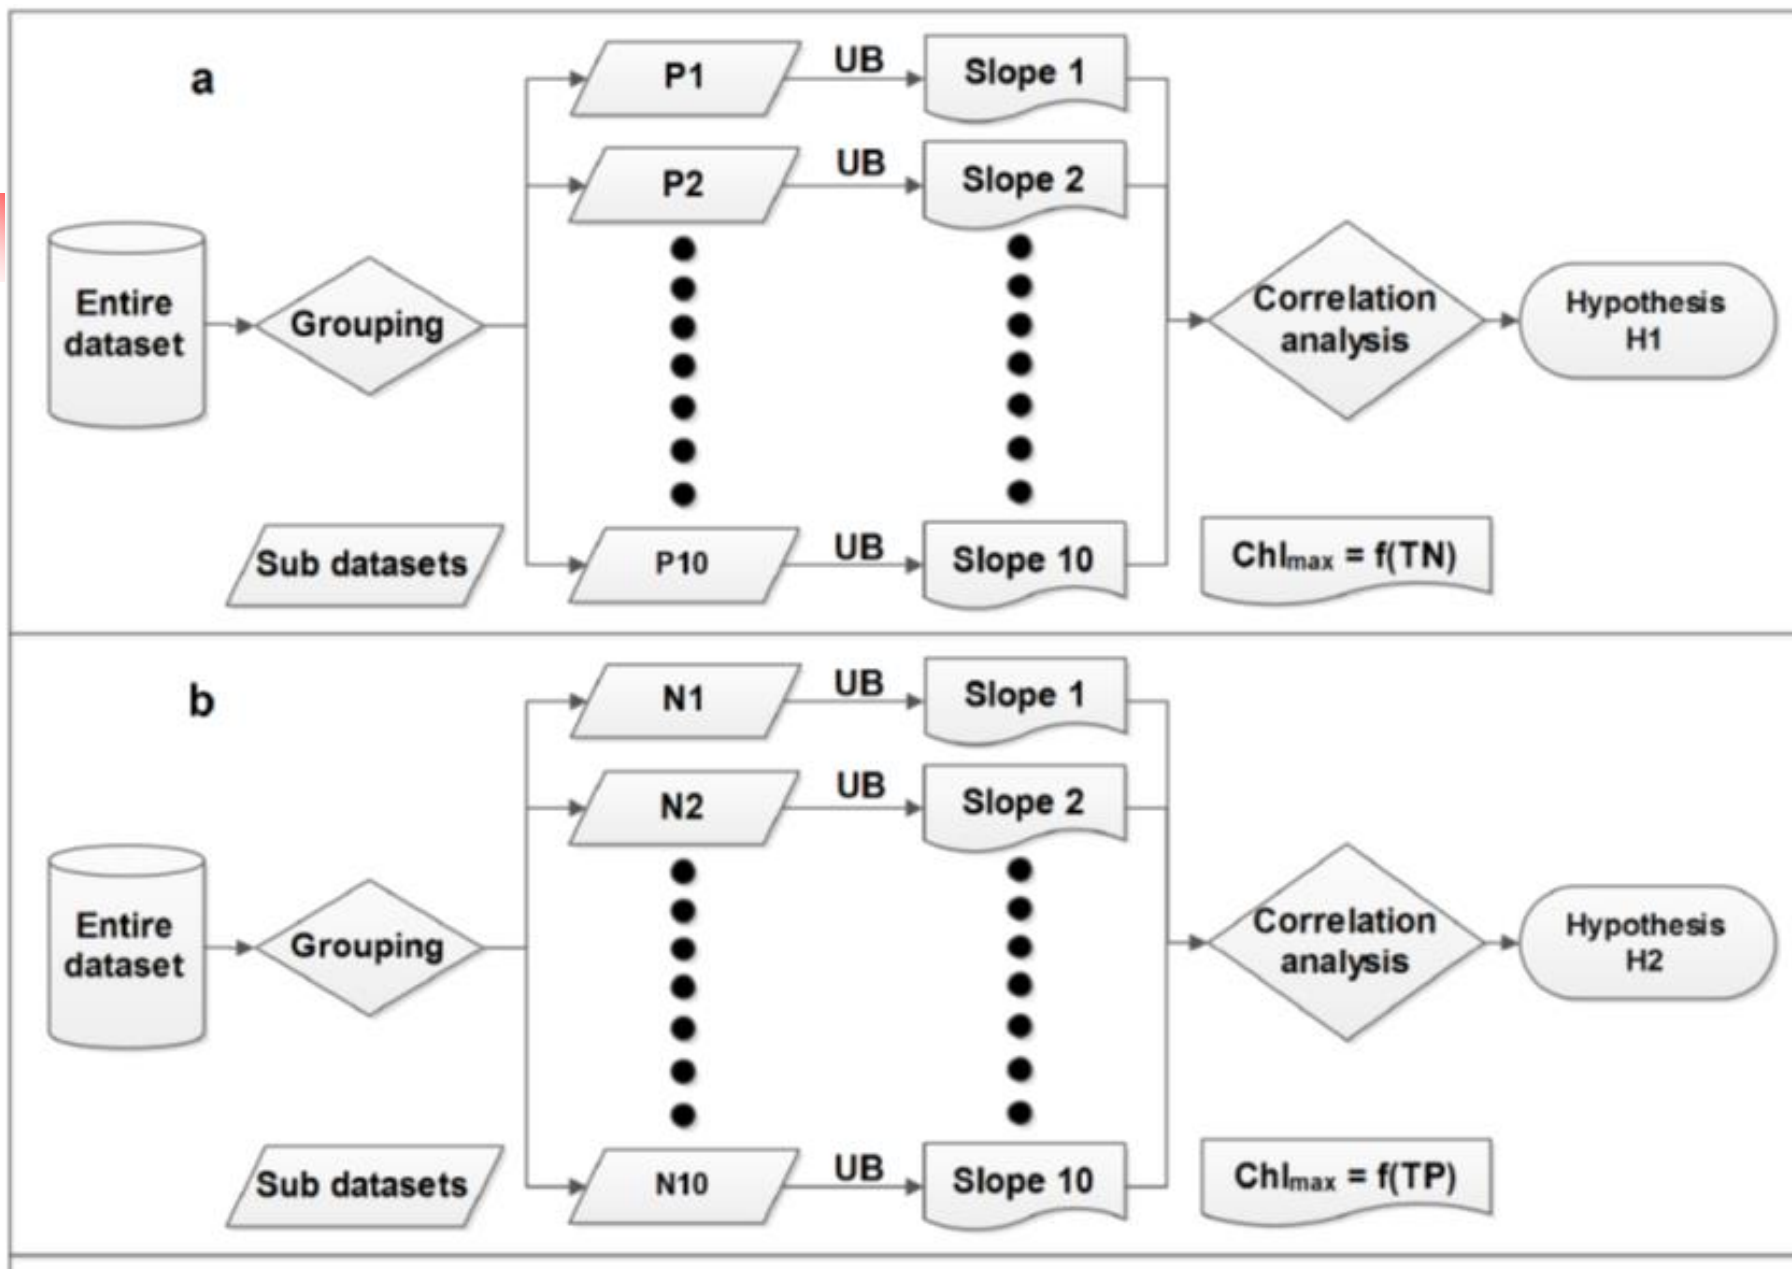 a
P1
UB
Slope 1
P2
UB
Slope 2
Entire
dataset
Grouping
Correlation
analysis
Hypothesis
H1
Sub datasets
P10
UB
Slope 10
Chlmax = f(TN)
b
N1
UB
Slope 1
N2
UB
Slope 2
Entire
dataset
Grouping
Correlation
analysis
Hypothesis
H2
Sub datasets
N10
UB
Slope 10
Chlmax = f(TP)